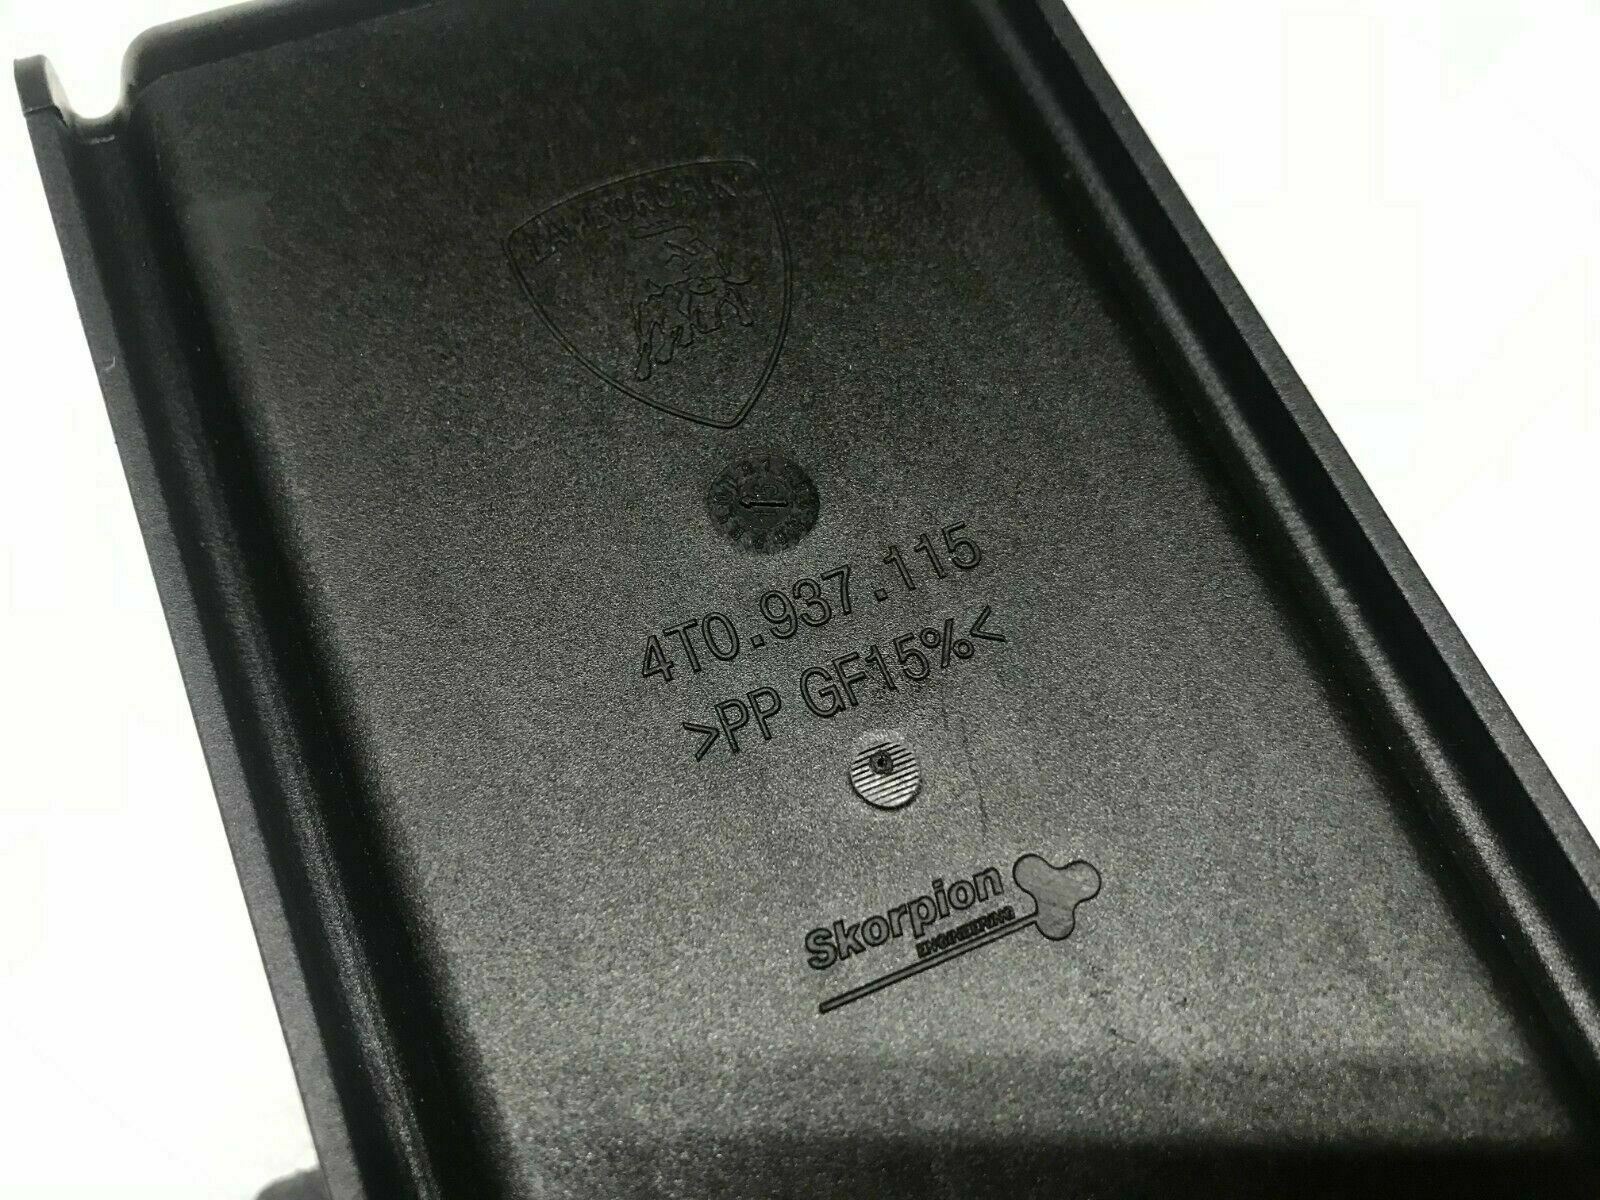 LAMBORGHINI
4T0.937.115
>PP GF15%<
Skorpion
ENGINEERING